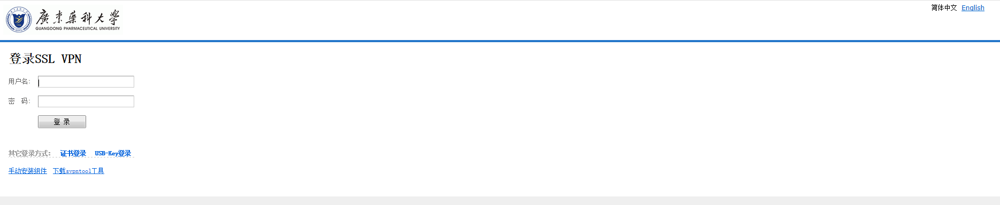 廣东药科大学
GUANGDONG PHARMACEUTICAL UNIVERSITY
简体中文 English
登录SSL VPN
用户名：
密 码：
登 录
其它登录方式： 证书登录 USB-Key登录
手动安装组件 下载svpntool工具